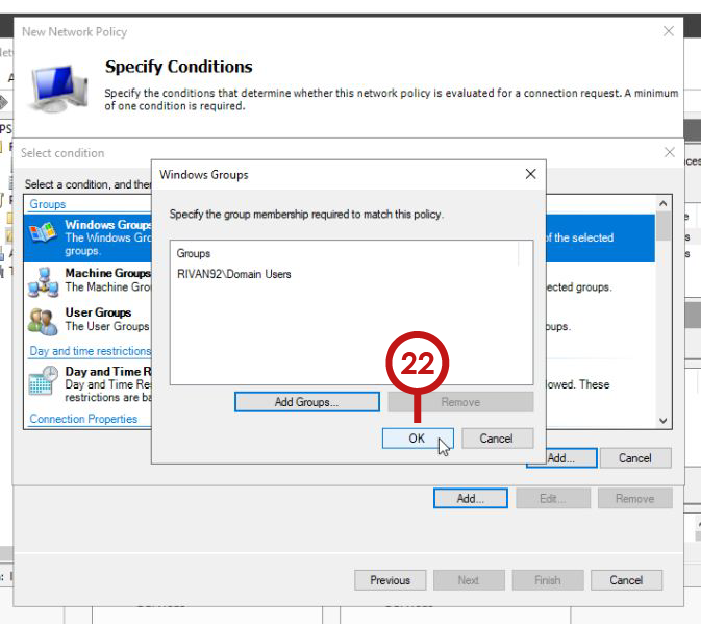 New Network Policy
Specify Conditions
Specify the conditions that determine whether this network policy is evaluated for a connection request. A minimum
of one condition is required.
Select condition
Select a condition, and then
Groups
Windows Groups
The Windows Gro
of the selected
groups.
Machine Groups
The Machine Grou
ected groups.
User Groups
The User Groups
oups.
Day and time restrictions
Day and Time R
Day and Time Re
owed. These
restrictions are ba
Connection Properties
Windows Groups
Specify the group membership required to match this policy.
Groups
RIVAN92\Domain Users
22
Add Groups...
Remove
OK
Cancel
Add...
Cancel
Add...
Edit...
Remove
Previous
Next
Finish
Cancel